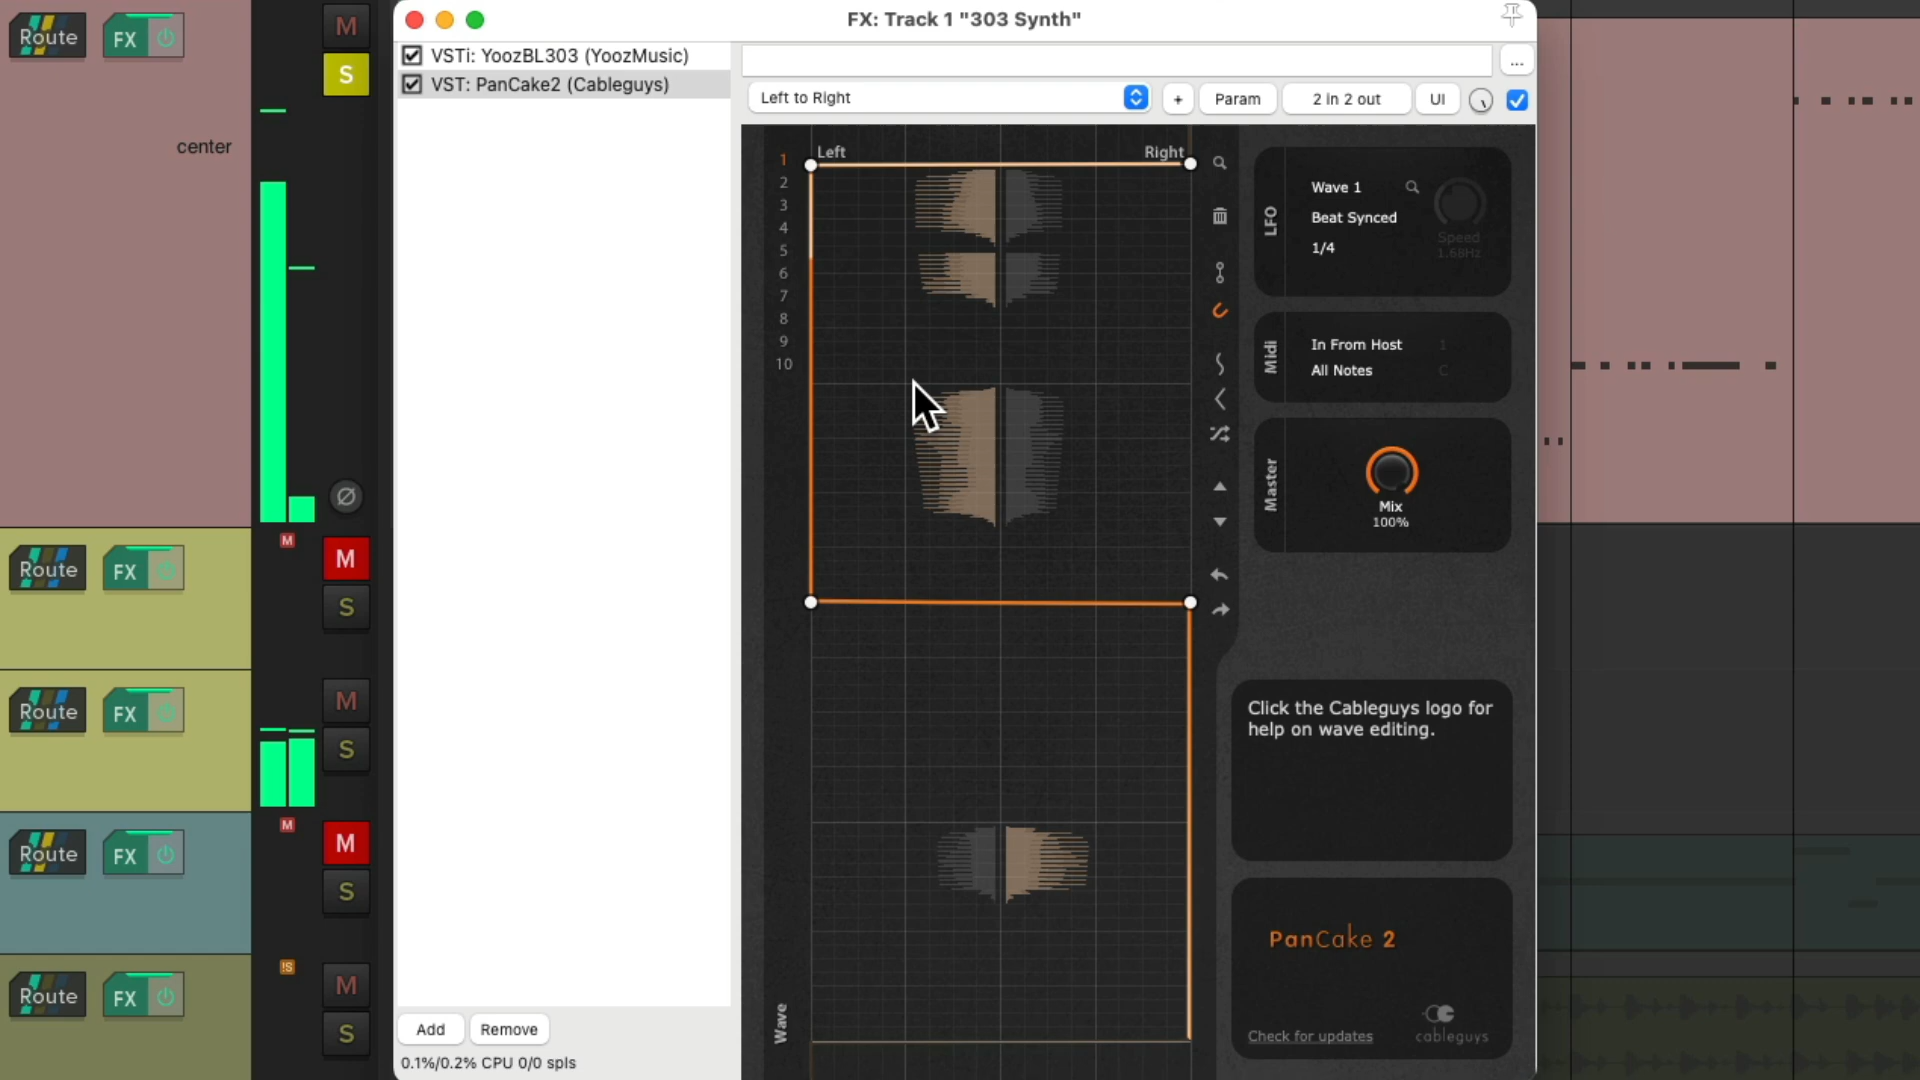 Route FX M
S
center
M
Route FX M
S
Route FX M
S
M
Route FX M
S
!S
Route FX M
S
FX: Track 1 "303 Synth"
VSTi: YoozBL303 (YoozMusic)
VST: PanCake2 (Cableguys)
Add Remove
0.1%/0.2% CPU 0/0 spls
...
Left to Right + Param 2 in 2 out UI
Left Right
1
2
3
4
5
6
7
8
9
10
Wave
LFO
Wave 1
Beat Synced
1/4
Speed
1.68Hz
Midi
In From Host 1
All Notes C
Master
Mix
100%
Click the Cableguys logo for
help on wave editing.
PanCake 2
Check for updates
cableguys